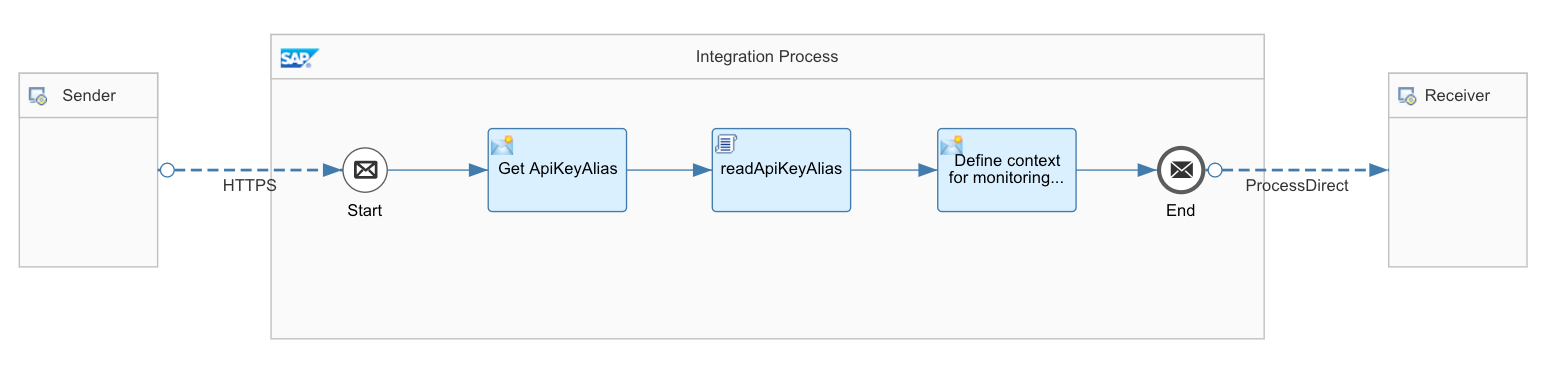 SAP
Integration Process
Sender
Receiver
HTTPS
Start
Get ApiKeyAlias
readApiKeyAlias
Define context
for monitoring...
End
ProcessDirect